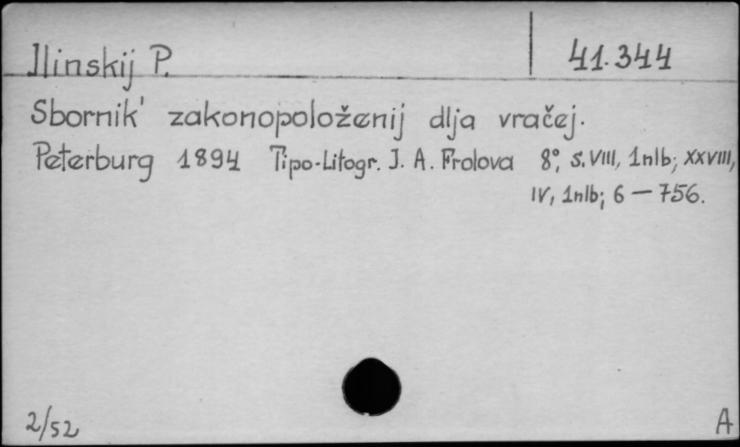 Ilinskij P.
41.344
Sbornik' zakonopoloženij dlja vračej.
Peterburg 1894 Tipo-Litogr. I. A. Frolova 8°, s. VIII, 1nlb; XXVIII,
IV, 1nlb; 6 — 756.
2/52
A